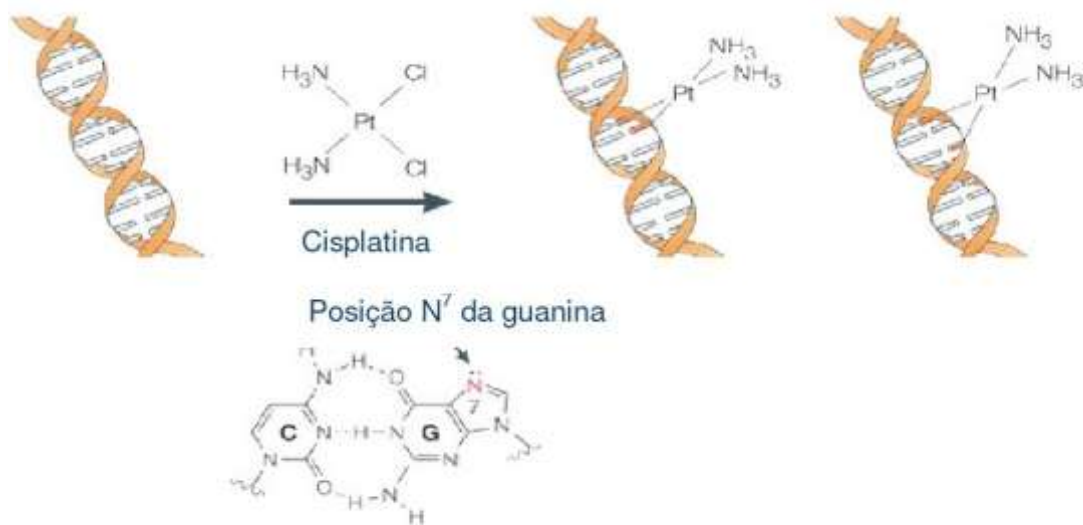 NH₃
NH₃
Pt
NH₃
Pt
NH₃
H₃N
Cl
Pt
H₃N
Cl
Cisplatina
Posição N⁷ da guanina
H
N
H
O
N
7
C
N
H
N
G
N
N
N
O
H
N
H